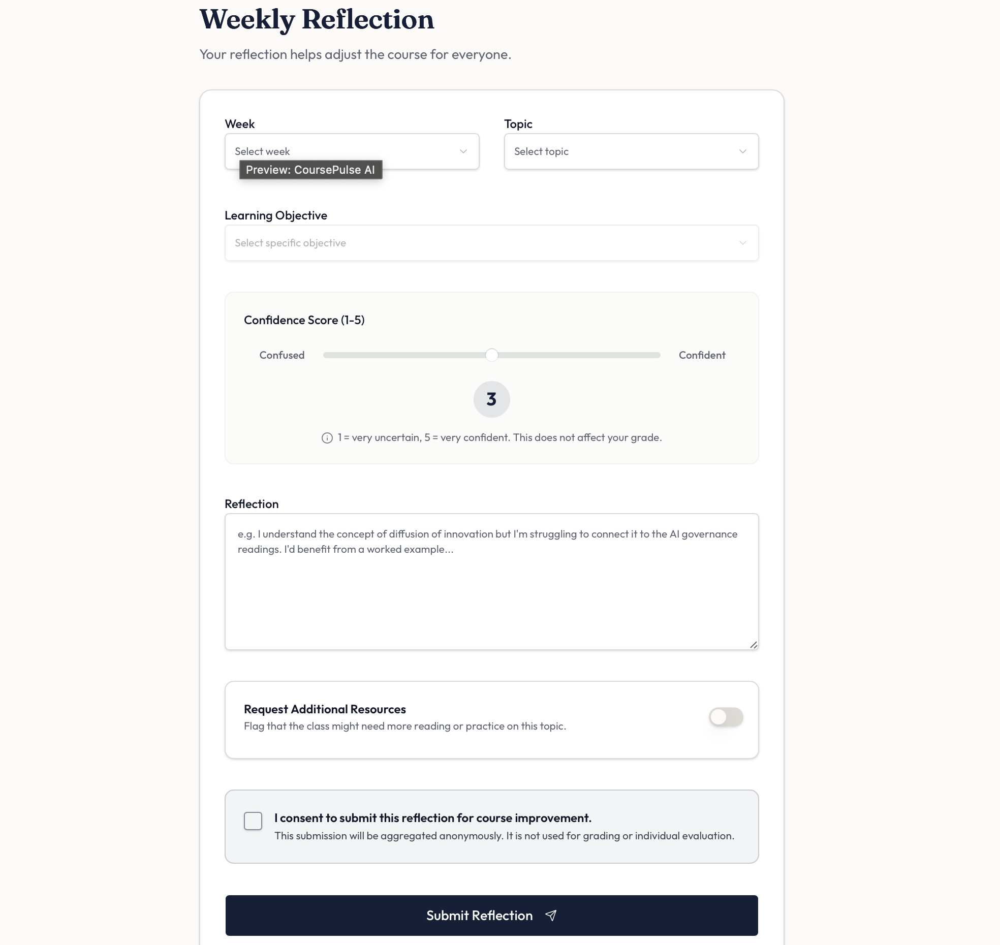 Weekly Reflection
Your reflection helps adjust the course for everyone.
Week
Topic
Select week
Select topic
Preview: CoursePulse AI
Learning Objective
Select specific objective
Confidence Score (1-5)
Confused
Confident
3
1 = very uncertain, 5 = very confident. This does not affect your grade.
Reflection
e.g. I understand the concept of diffusion of innovation but I'm struggling to connect it to the AI governance
readings. I'd benefit from a worked example...
Request Additional Resources
Flag that the class might need more reading or practice on this topic.
I consent to submit this reflection for course improvement.
This submission will be aggregated anonymously. It is not used for grading or individual evaluation.
Submit Reflection